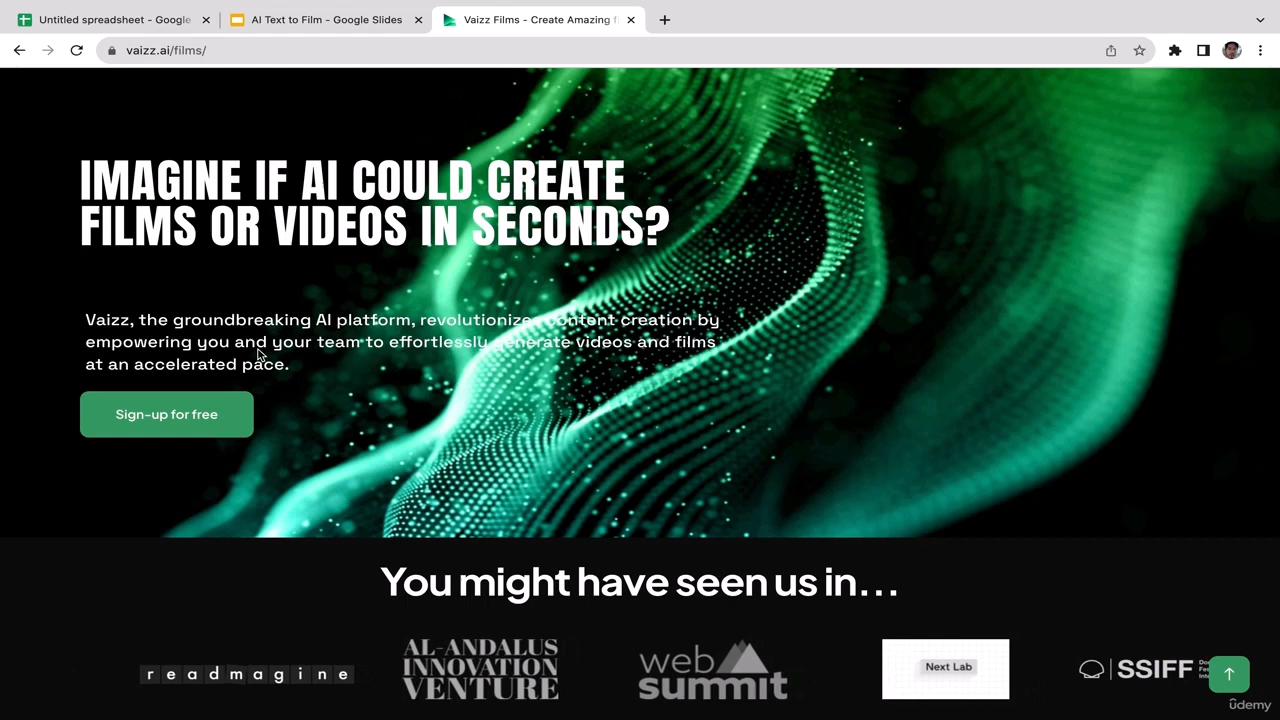 Untitled spreadsheet - Google
AI Text to Film - Google Slides
Vaizz Films - Create Amazing
vaizz.ai/films/
IMAGINE IF AI COULD CREATE
FILMS OR VIDEOS IN SECONDS?
Vaizz, the groundbreaking AI platform, revolutionizes content creation by
empowering you and your team to effortlessly generate videos and films
at an accelerated pace.
Sign-up for free
You might have seen us in...
readmagine
AL-ANDALUS
INNOVATION
VENTURE
web
summit
Next Lab
SSIFF
ûdemy